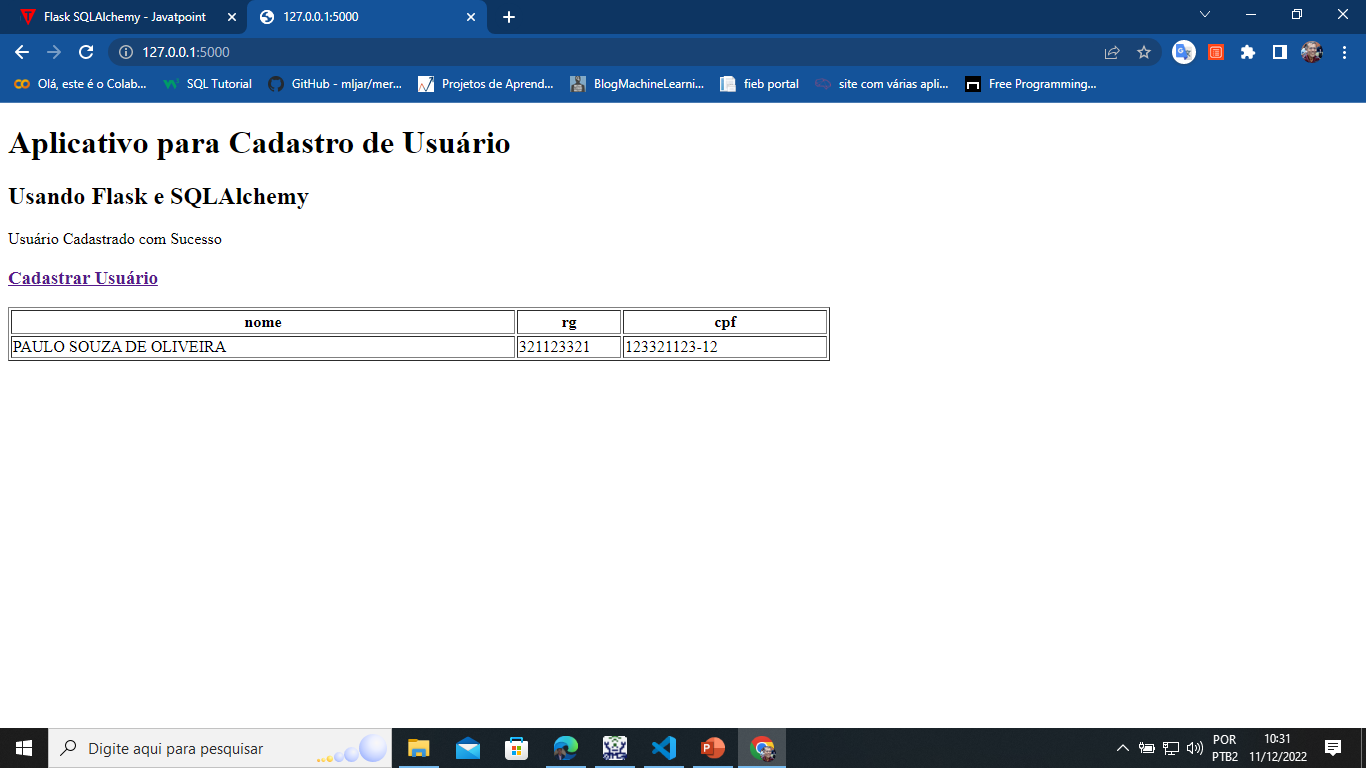 Flask SQLAlchemy - Javatpoint
127.0.0.1:5000
127.0.0.1:5000
Olá, este é o Colab...
SQL Tutorial
GitHub - mljar/mer...
Projetos de Aprend...
BlogMachineLearni...
fieb portal
site com várias apli...
Free Programming...
Aplicativo para Cadastro de Usuário
Usando Flask e SQLAlchemy
Usuário Cadastrado com Sucesso
Cadastrar Usuário
nome rg cpf
PAULO SOUZA DE OLIVEIRA 321123321 123321123-12
Digite aqui para pesquisar
POR
PTB2
10:31
11/12/2022